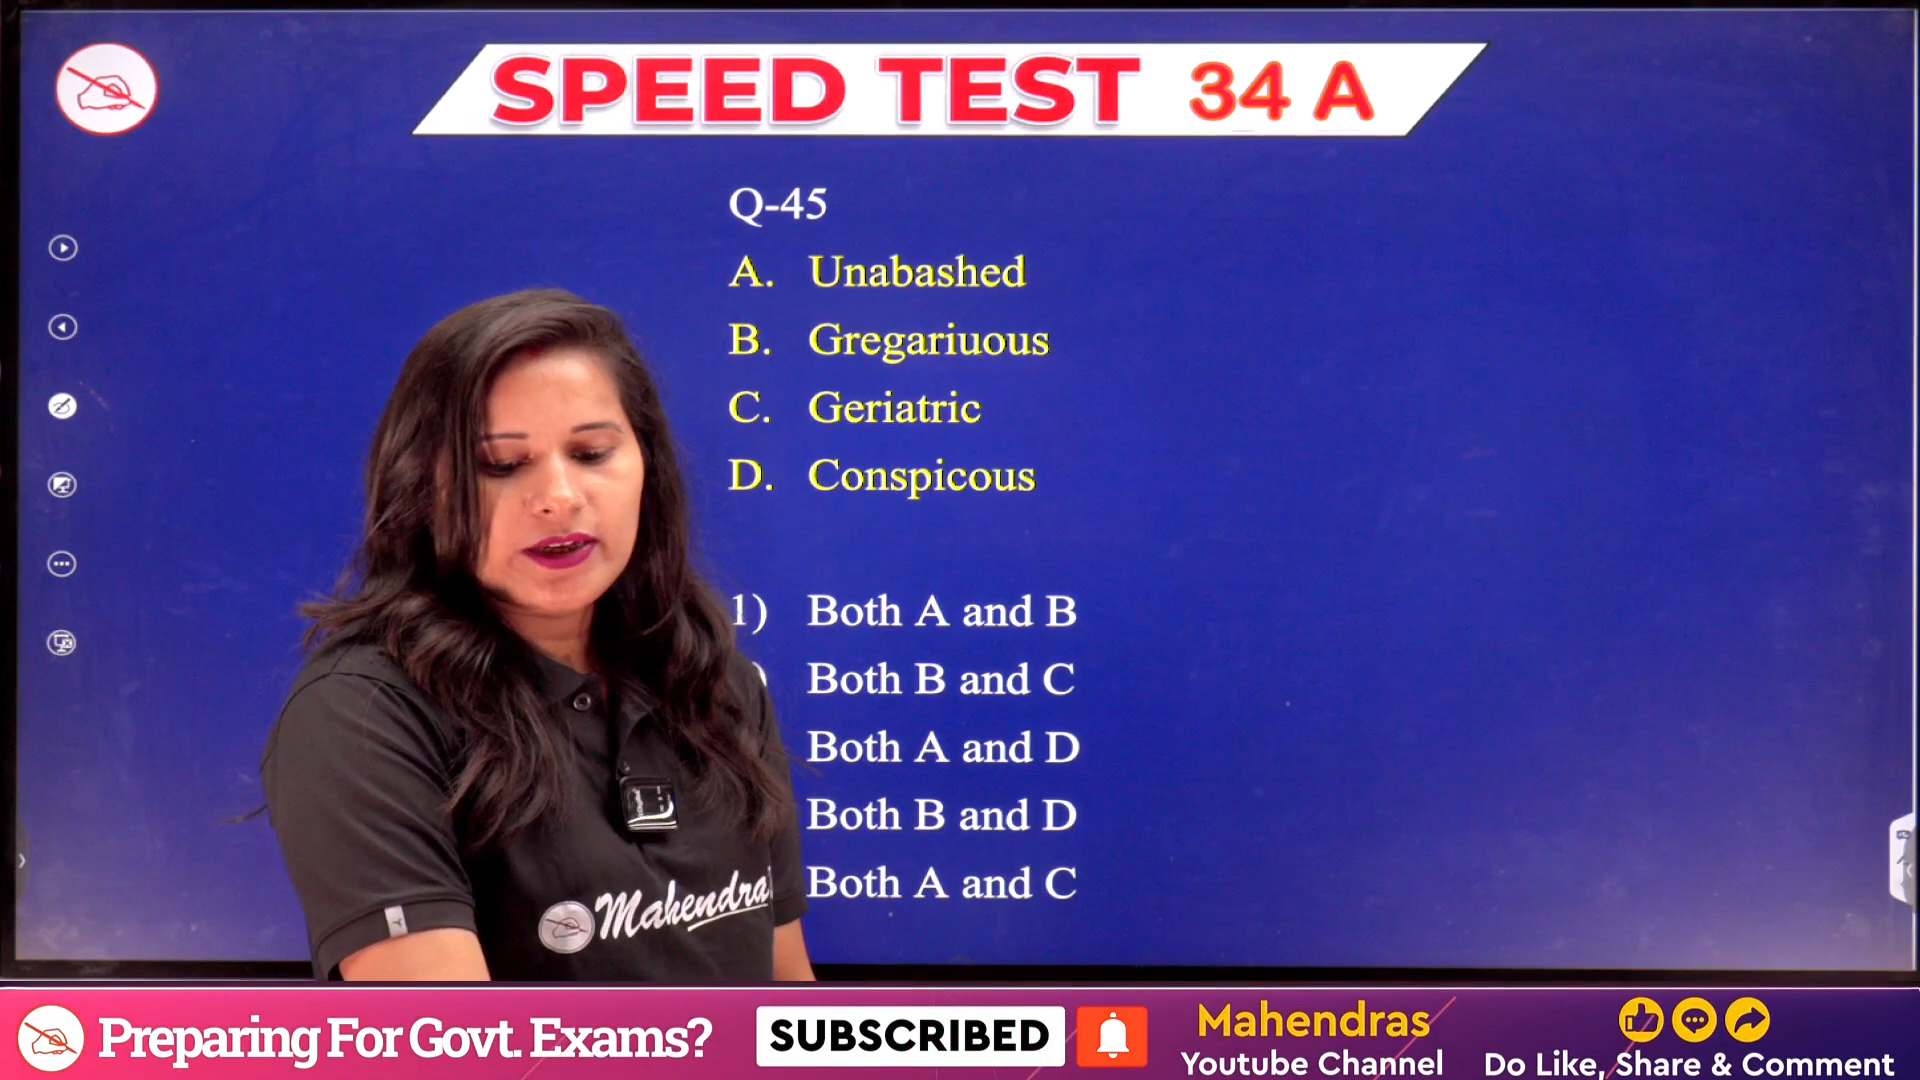 SPEED TEST 34 A
Q-45
A. Unabashed
B. Gregariuous
C. Geriatric
D. Conspicous
1) Both A and B
) Both B and C
Both A and D
Both B and D
Both A and C
Mahendra
Preparing For Govt. Exams?
SUBSCRIBED
Mahendras
Youtube Channel
Do Like, Share & Comment